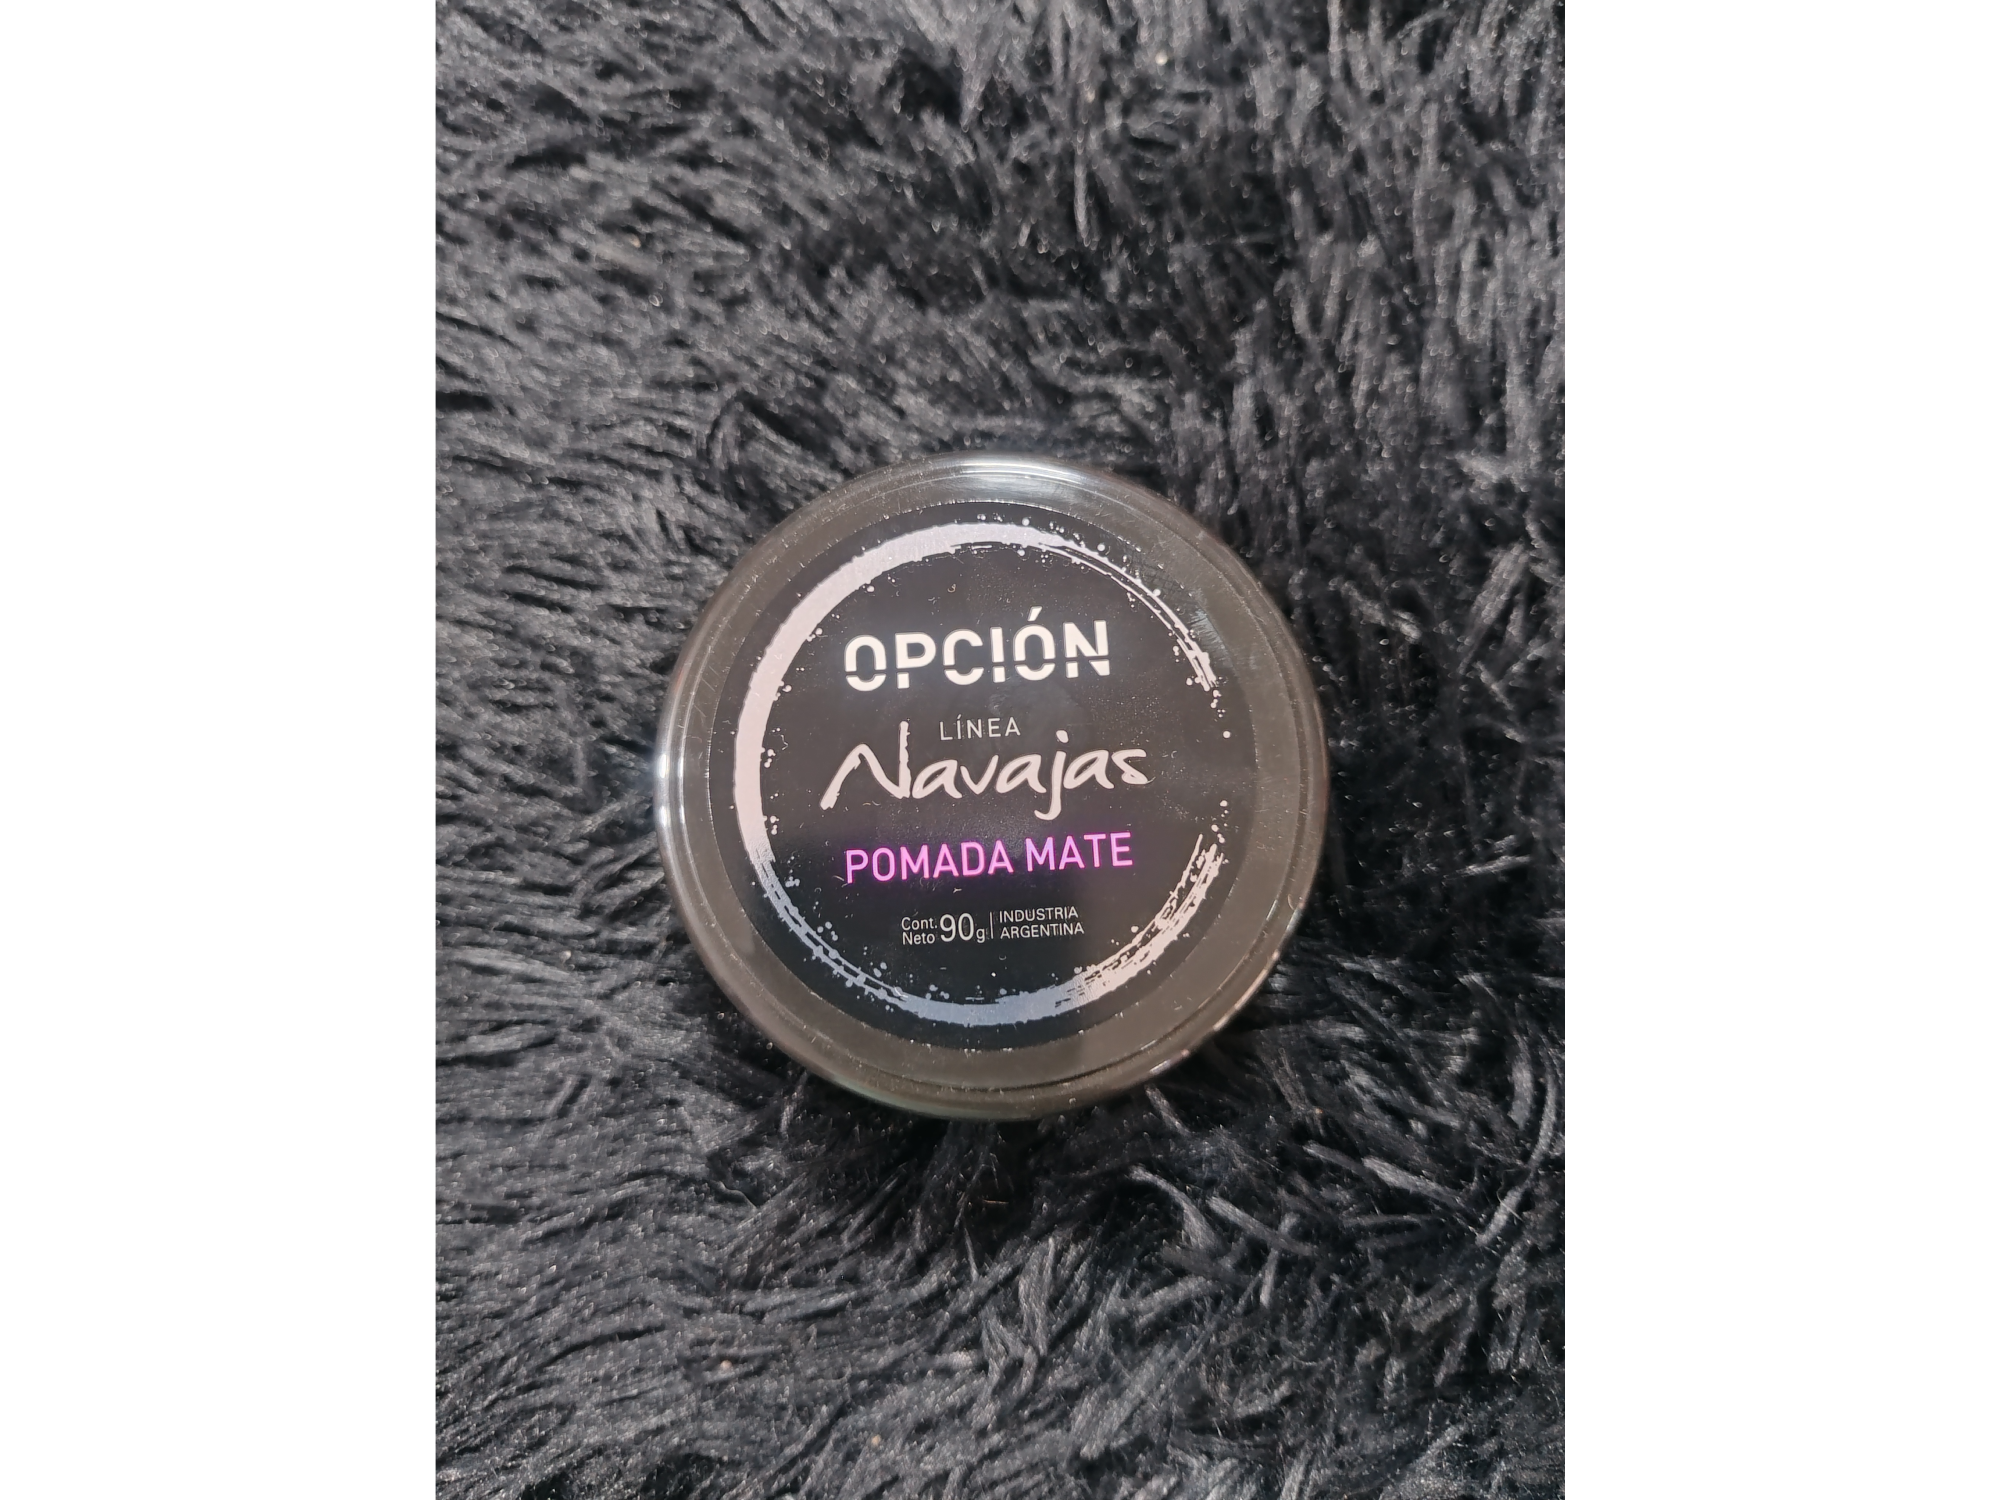 OPCIÓN
LÍNEA
Navajas
POMADA MATE
Cont. Neto 90g | INDUSTRIA ARGENTINA